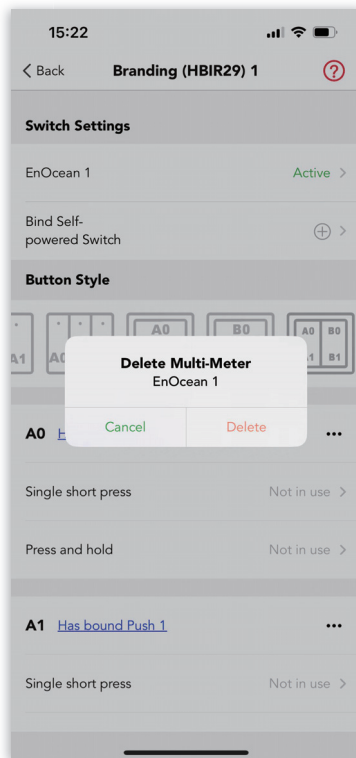 15:22
Back
Branding (HBIR29) 1
?
Switch Settings
EnOcean 1
Active
Bind Self-
powered Switch
Button Style
A0
B0
A0 B0
A1
A0
1
B1
Delete Multi-Meter
EnOcean 1
Cancel
Delete
A0
Single short press
Not in use
Press and hold
Not in use
A1
Has bound Push 1
Single short press
Not in use